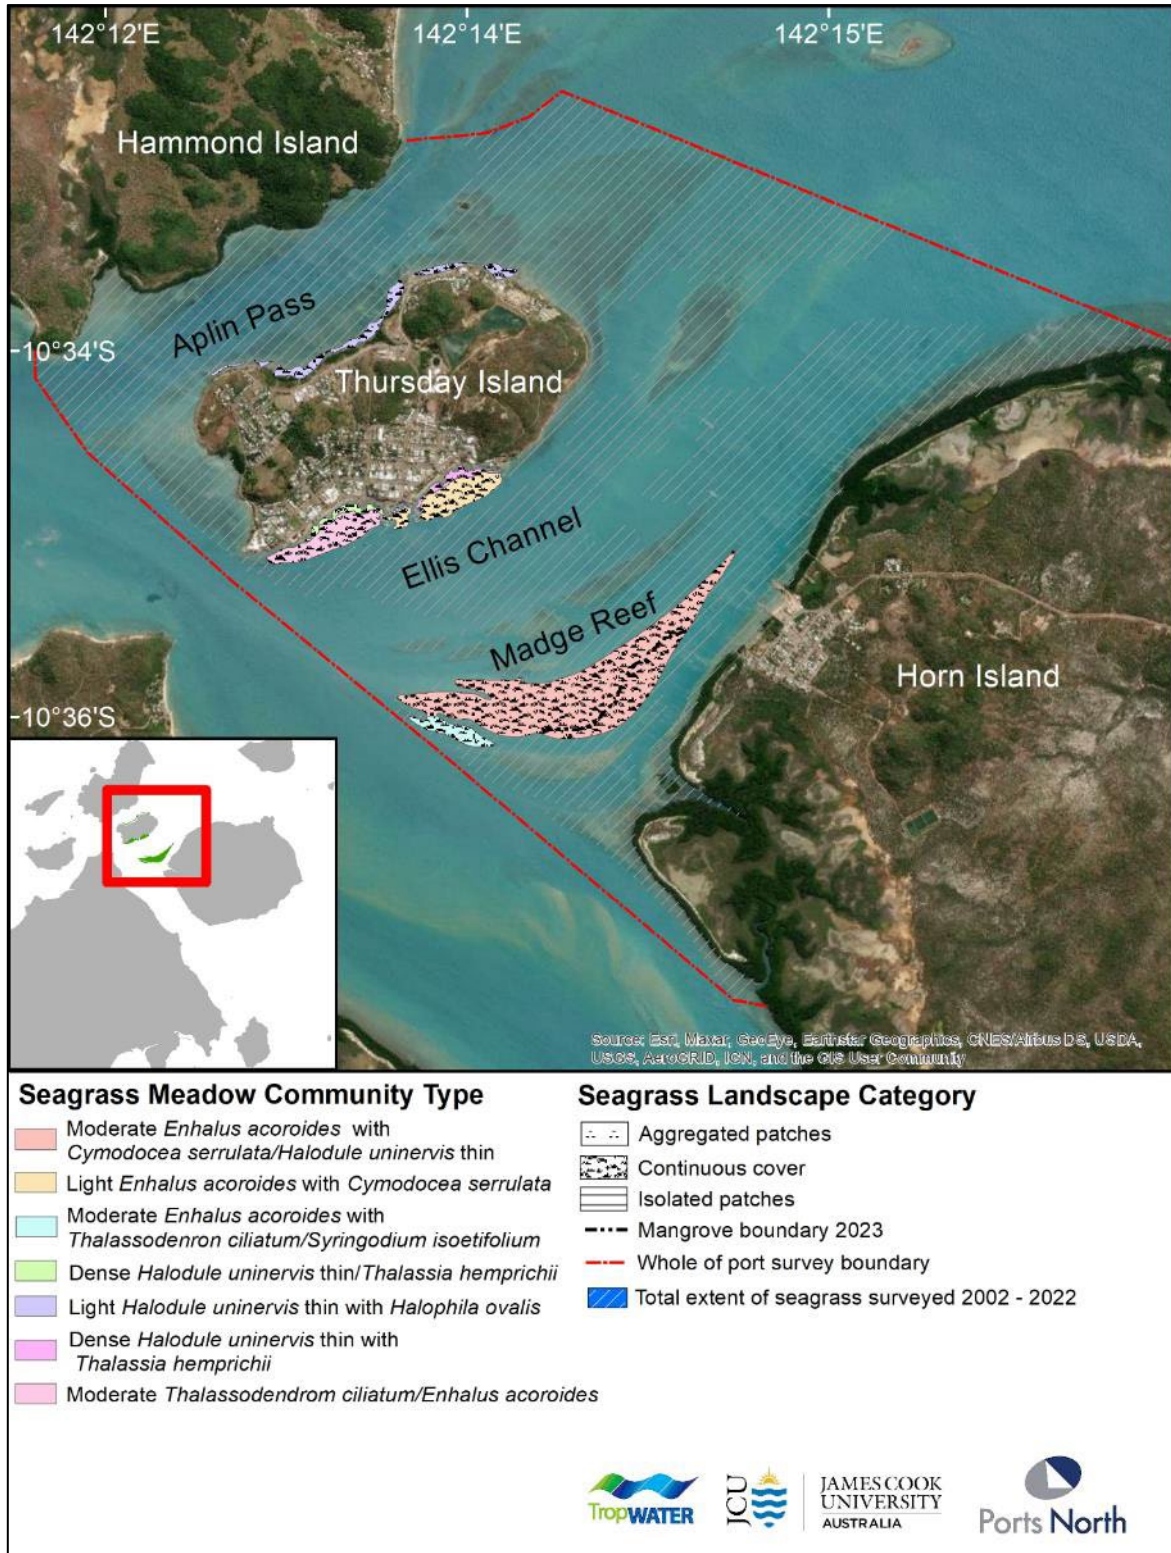 142°12'E
142°14'E
142°15'E
Hammond Island
Aplin Pass
10°34'S
Thursday Island
Ellis Channel
Madge Reef
Horn Island
10°36'S
Source: Esri, Maxar, GeoEye, Earthstar Geographics, CNES/Airbus DS, USDA,
USGS, AeroGRID, IGN, and the GIS User Community
Seagrass Meadow Community Type
Moderate Enhalus acoroides with
Cymodocea serrulata/Halodule uninervis thin
Light Enhalus acoroides with Cymodocea serrulata
Moderate Enhalus acoroides with
Thalassodenron ciliatum/Syringodium isoetifolium
Dense Halodule uninervis thin/Thalassia hemprichii
Light Halodule uninervis thin with Halophila ovalis
Dense Halodule uninervis thin with
Thalassia hemprichii
Moderate Thalassodendrom ciliatum/Enhalus acoroides
Seagrass Landscape Category
Aggregated patches
Continuous cover
Isolated patches
Mangrove boundary 2023
Whole of port survey boundary
Total extent of seagrass surveyed 2002 - 2022
TropWATER
JCU
JAMES COOK
UNIVERSITY
AUSTRALIA
Ports North